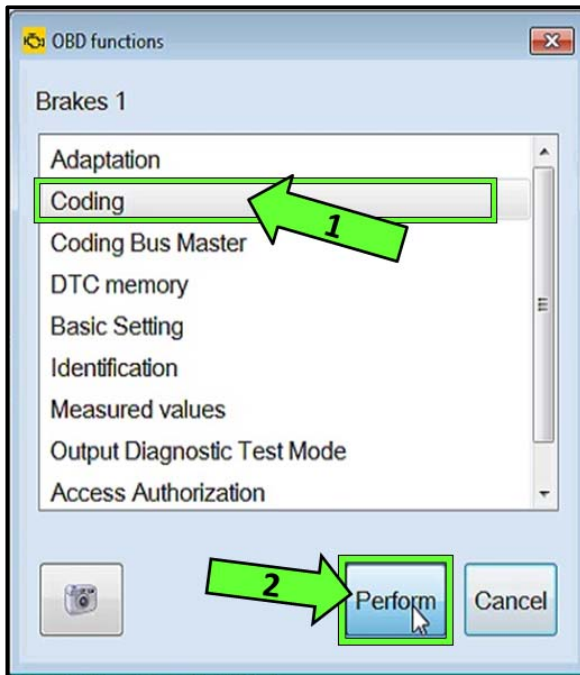 OBD functions
Brakes 1
Adaptation
Coding
1
Coding Bus Master
DTC memory
Basic Setting
Identification
Measured values
Output Diagnostic Test Mode
Access Authorization
2
Perform
Cancel